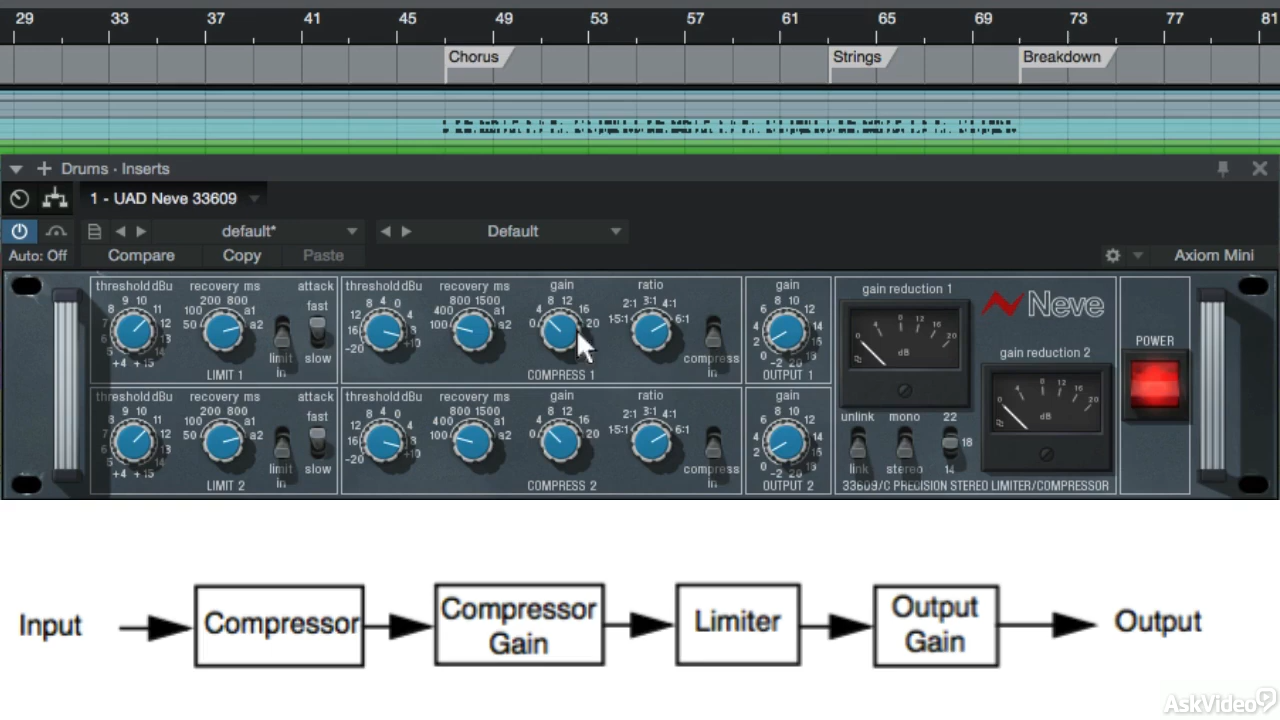 29 33 37 41 45 49 53 57 61 65 69 73 77 81
Chorus Strings Breakdown
Drums · Inserts
1 - UAD Neve 33609
default* Default
Auto: Off Compare Copy Paste Axiom Mini
threshold dBu recovery ms attack threshold dBu recovery ms gain ratio gain
fast
limit slow compress
in in
LIMIT 1 COMPRESS 1 OUTPUT 1
gain reduction 1
Neve
dB
gain reduction 2
dB
POWER
threshold dBu recovery ms attack threshold dBu recovery ms gain ratio gain
fast
limit slow compress
in in
LIMIT 2 COMPRESS 2 OUTPUT 2
unlink mono 22
18
link stereo 14
33609/C PRECISION STEREO LIMITER/COMPRESSOR
Input Compressor Compressor Gain Limiter Output Gain Output
AskVideo